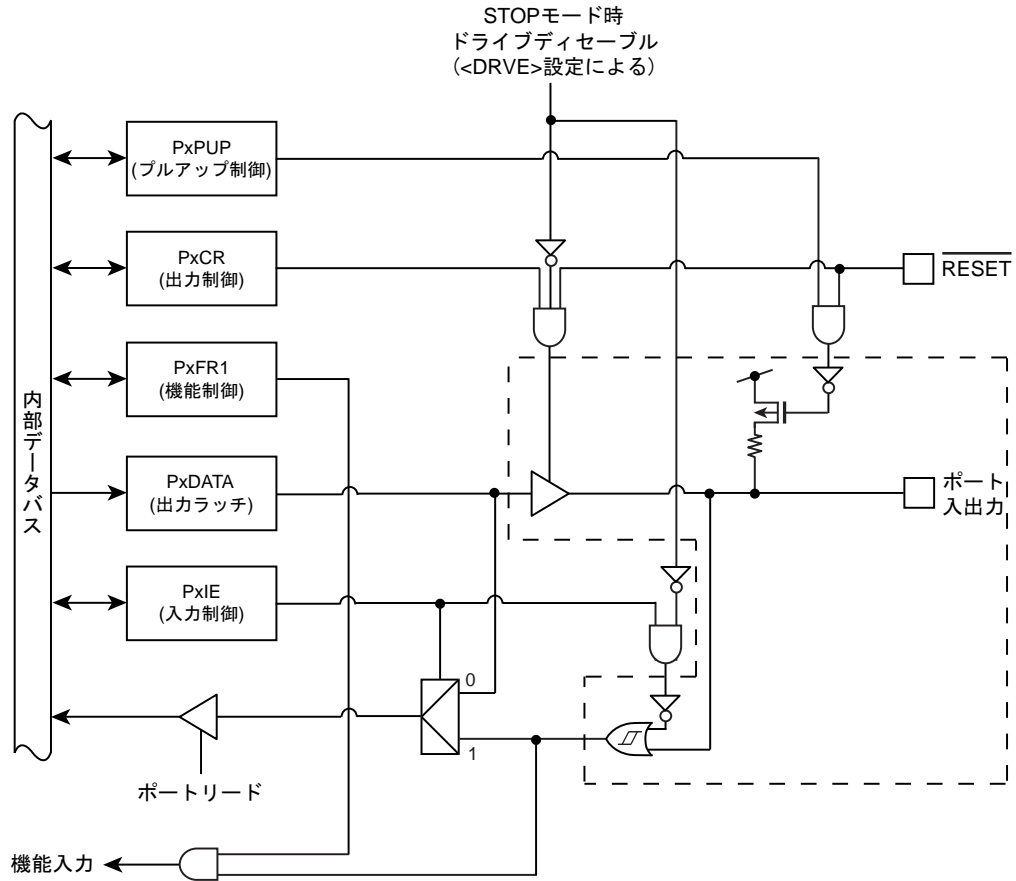 STOPモード時
ドライブディセーブル
(<DRVE>設定による)
PxPUP
(プルアップ制御)
PxCR
(出力制御)
RESET
PxFR1
(機能制御)
内部データバス
PxDATA
(出力ラッチ)
ポート
入出力
PxIE
(入力制御)
0
1
ポートリード
機能入力